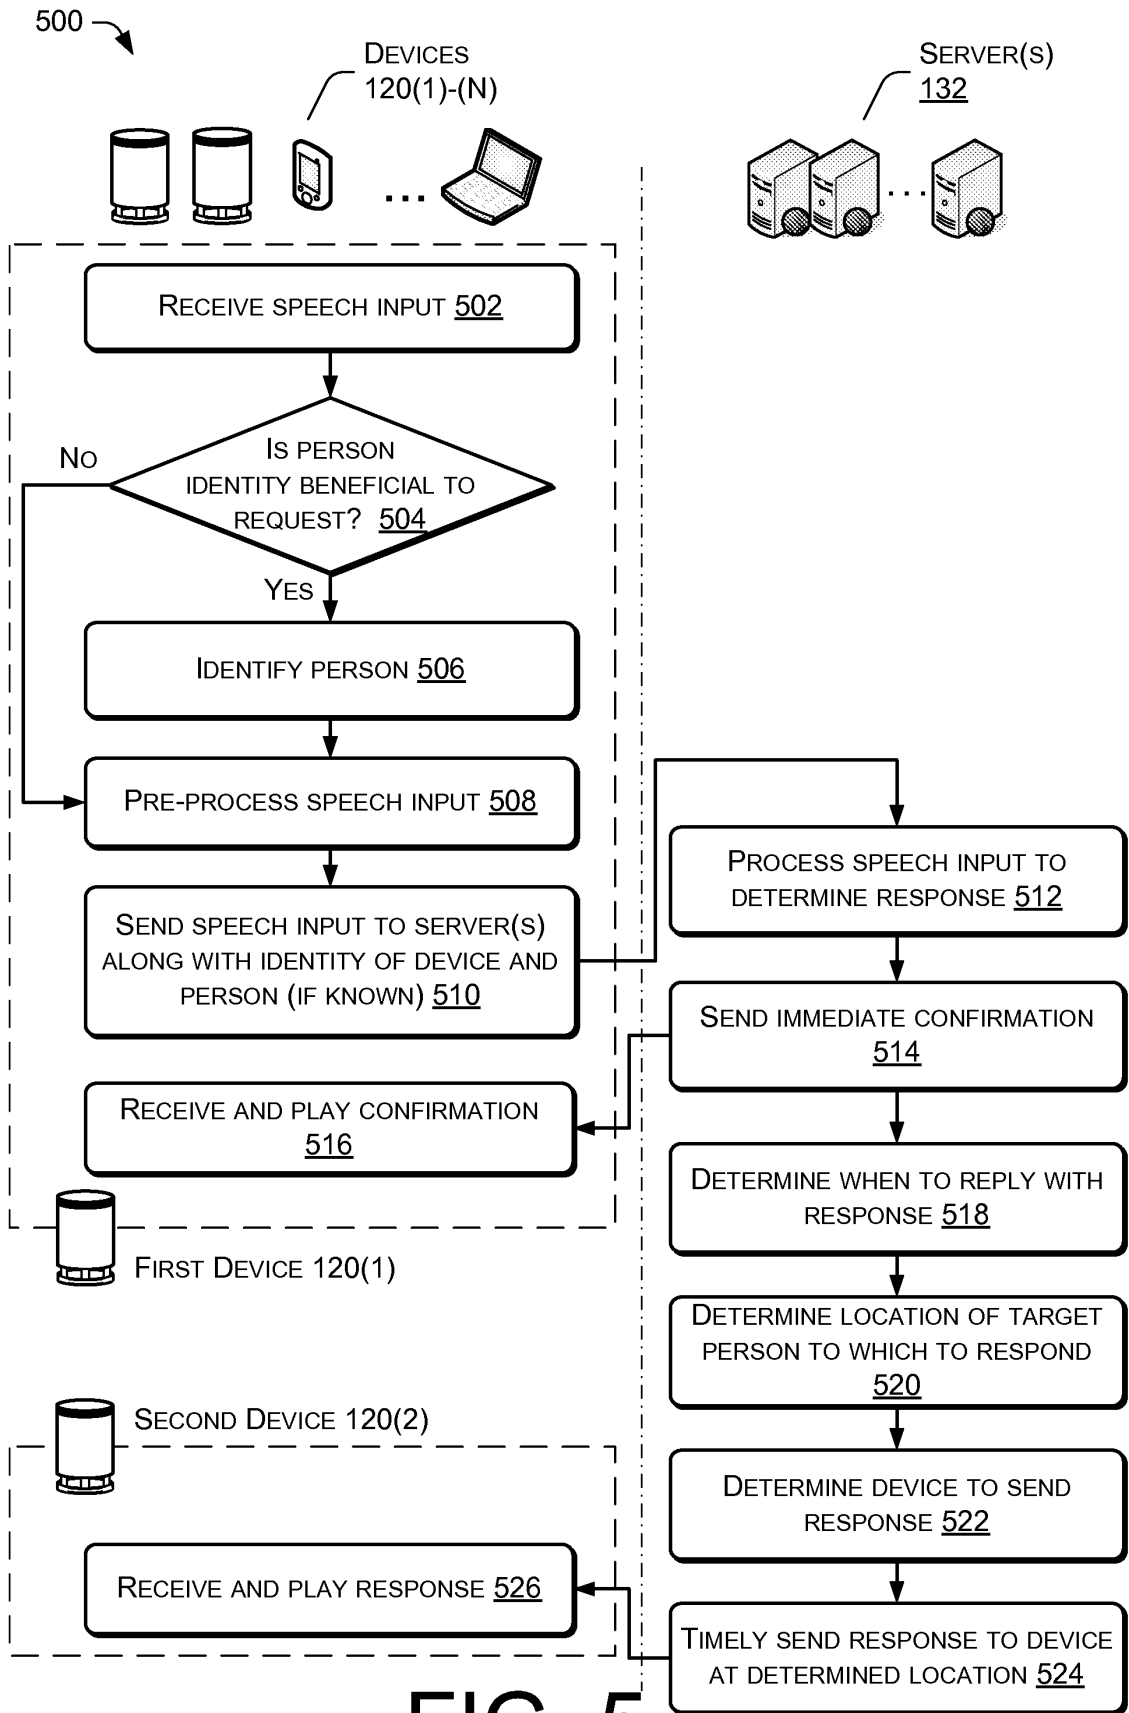 500
Devices
120(1)-(N)
Server(s)
132
Receive speech input 502
Is person
identity beneficial to
request? 504
No
Yes
Identify person 506
Pre-process speech input 508
Send speech input to server(s)
along with identity of device and
person (if known) 510
Process speech input to
determine response 512
Send immediate confirmation
514
Receive and play confirmation
516
Determine when to reply with
response 518
First Device 120(1)
Determine location of target
person to which to respond
520
Second Device 120(2)
Determine device to send
response 522
Receive and play response 526
Timely send response to device
at determined location 524
FIG. 5